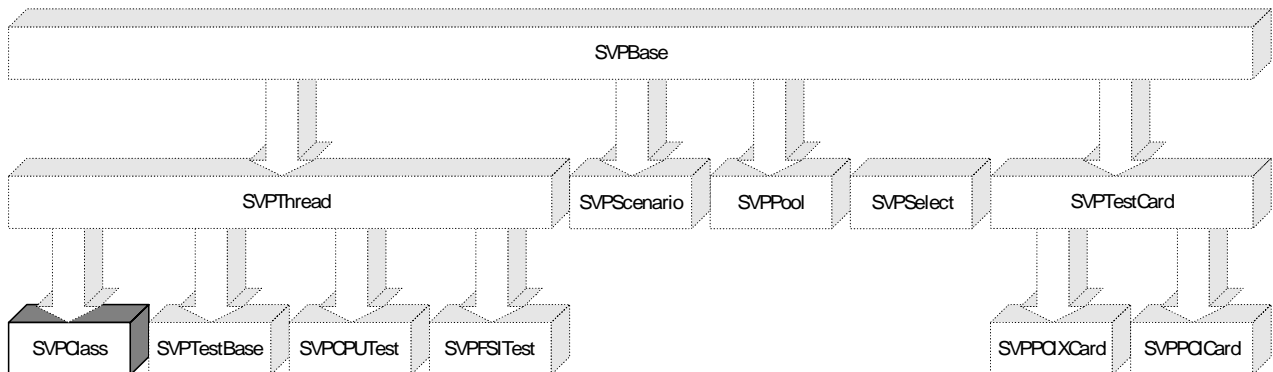 SVPBase
SVPThread
SVPScenario
SVPPool
SVPSelect
SVPTestCard
SVPClass
SVPTestBase
SVPCPUTest
SVPFSITest
SVPPCIXCard
SVPPCICard